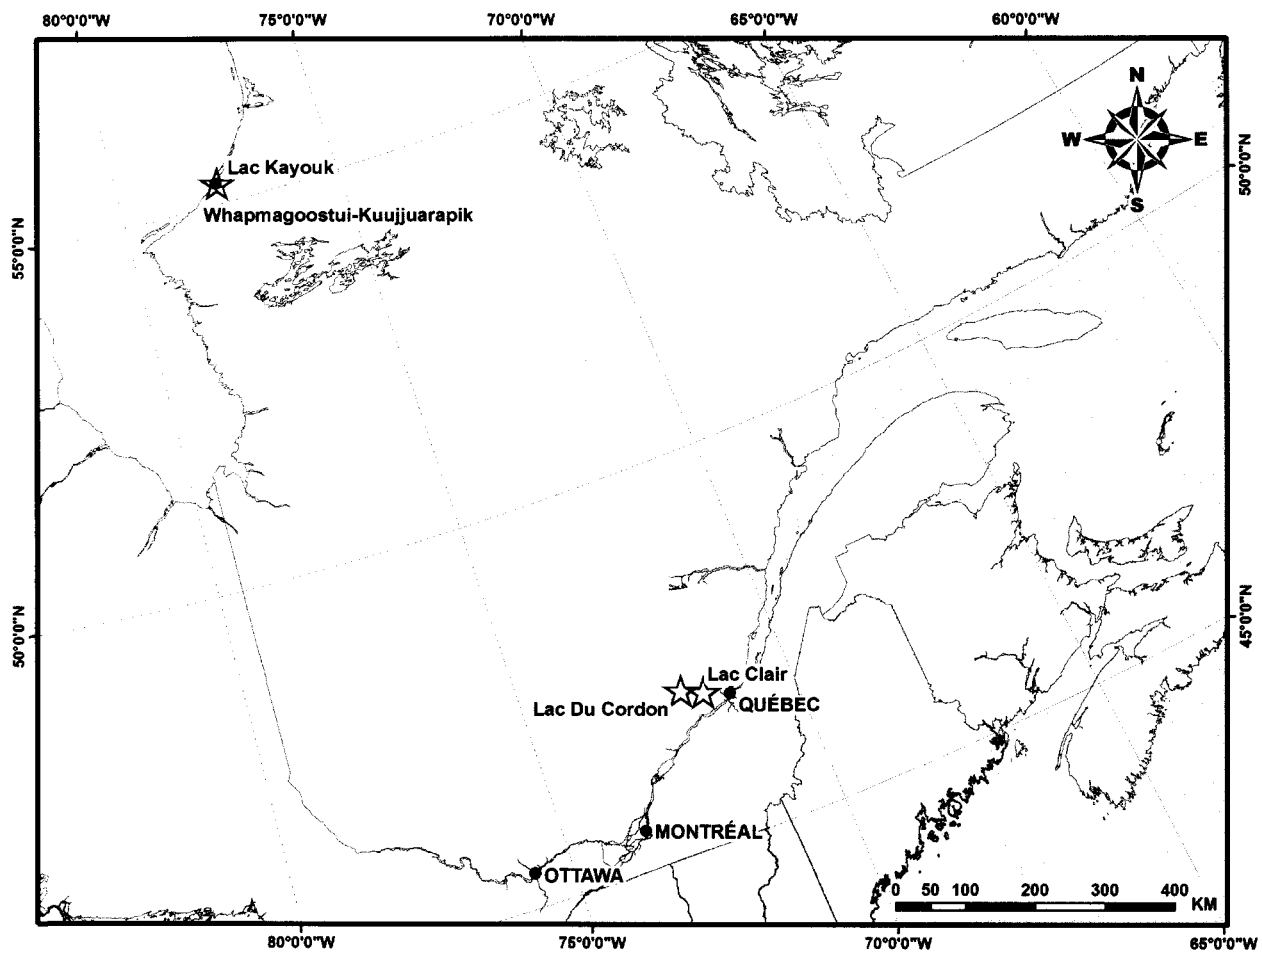 80°0'0"W 75°0'0"W 70°0'0"W 65°0'0"W 60°0'0"W
N
W E
S
50°0'0"N
Lac Kayouk
Whapmagoostui-Kuujjuarapik
55°0'0"N
50°0'0"N
45°0'0"N
Lac Clair
Lac Du Cordon
QUÉBEC
MONTRÉAL
OTTAWA
0 50 100 200 300 400
KM
80°0'0"W 75°0'0"W 70°0'0"W 65°0'0"W